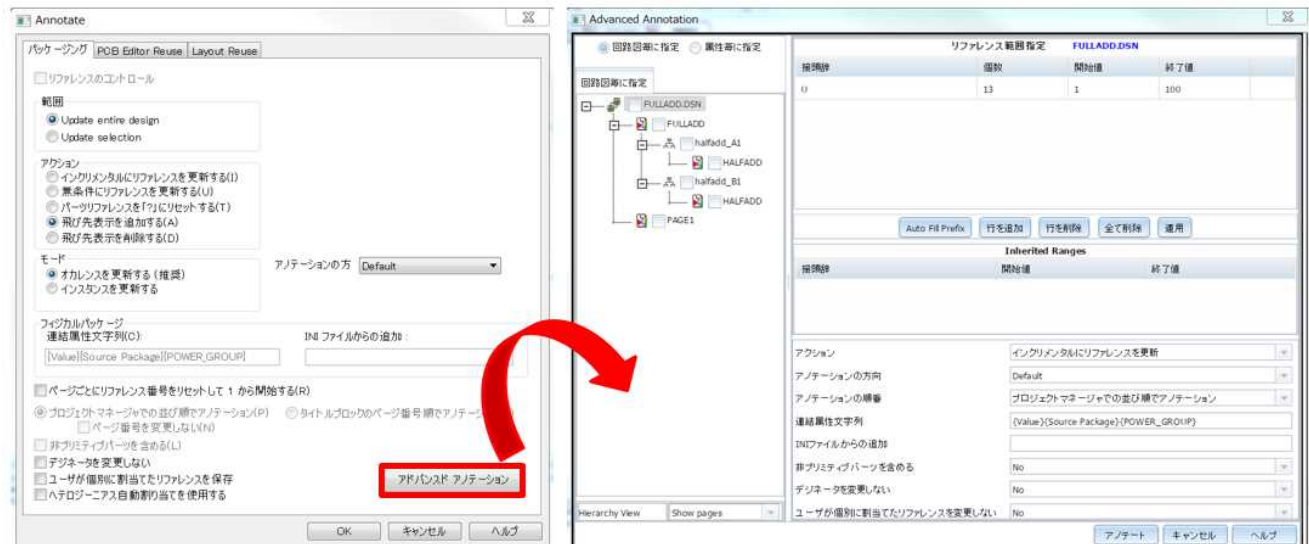 Annotate
パッケージング PCB Editor Reuse Layout Reuse
リファレンスのコントロール
範囲
Update entire design
Update selection
アクション
インクリメンタルにリファレンスを更新する(I)
無条件にリファレンスを更新する(U)
パーツリファレンスを「?」にリセットする(T)
飛び先表示を追加する(A)
飛び先表示を削除する(D)
モード
オカレンスを更新する (推奨)
インスタンスを更新する
アノテーションの方 Default
フィジカルパッケージ
連結属性文字列(C):
INI ファイルからの追加 :
{Value}{Source Package}{POWER_GROUP}
ページごとにリファレンス番号をリセットして 1 から開始する(R)
プロジェクトマネージャでの並び順でアノテーション(P) タイトルブロックのページ番号順でアノテーシ
ページ番号を変更しない(N)
非プリミティブパーツを含める(L)
デジネータを変更しない
ユーザが個別に割当てたリファレンスを保存
ヘテロジーニアス自動割り当てを使用する
アドバンスド アノテーション
OK キャンセル ヘルプ
Advanced Annotation
回路図毎に指定 属性毎に指定
回路図毎に指定
FULLADD.DSN
FULLADD
halfadd_A1
HALFADD
halfadd_B1
HALFADD
PAGE1
Hierarchy View Show pages
リファレンス範囲指定 FULLADD.DSN
接頭辞 個数 開始値 終了値
U 13 1 100
Auto Fill Prefix 行を追加 行を削除 全て削除 適用
Inherited Ranges
接頭辞 開始値 終了値
アクション インクリメンタルにリファレンスを更新
アノテーションの方向 Default
アノテーションの順番 プロジェクトマネージャでの並び順でアノテーション
連結属性文字列 {Value}{Source Package}{POWER_GROUP}
INIファイルからの追加
非プリミティブパーツを含める No
デジネータを変更しない No
ユーザが個別に割当てたリファレンスを変更しない No
アノテート キャンセル ヘルプ